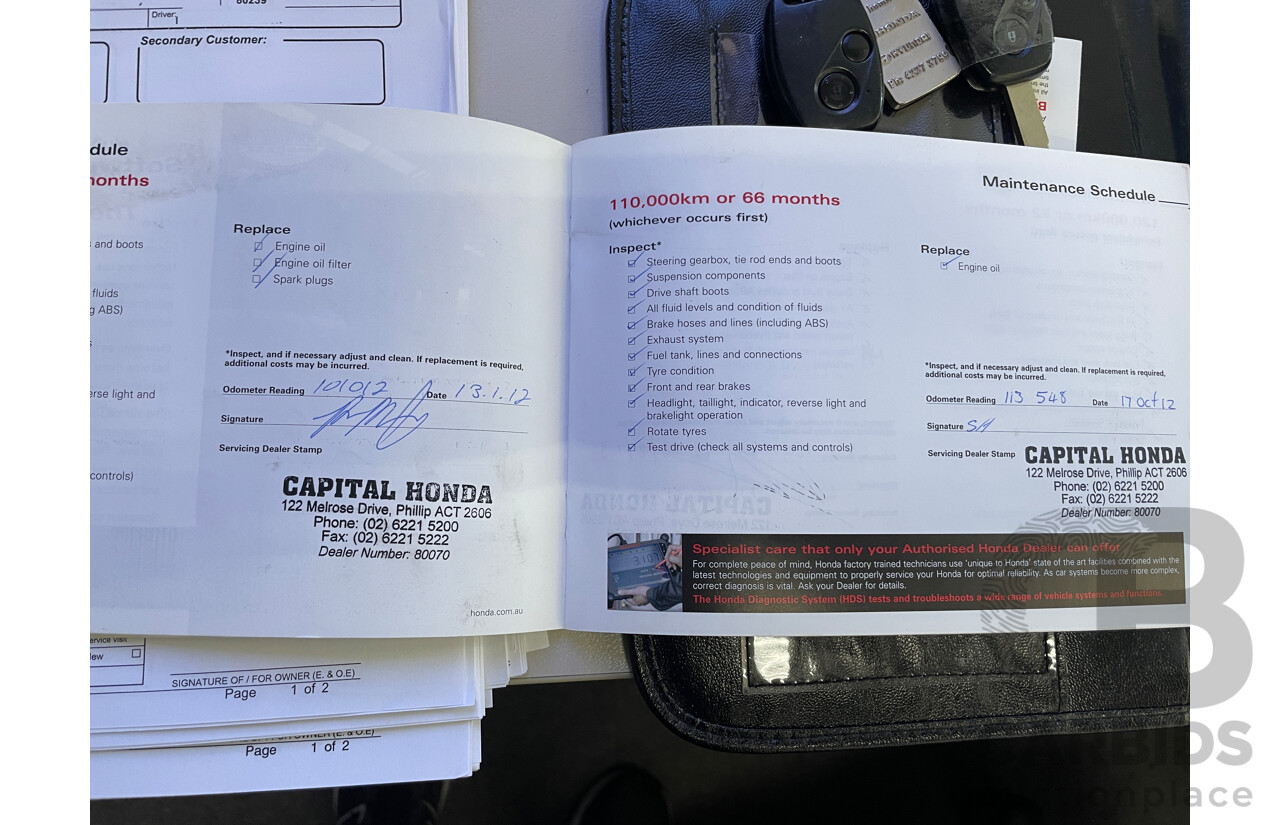 80239
Driver:
Secondary Customer:
dule
nonths
and boots
fluids
g ABS)
erse light and
controls)
Replace
Engine oil
Engine oil filter
Spark plugs
*Inspect, and if necessary adjust and clean. If replacement is required,
additional costs may be incurred.
Odometer Reading 101012 Date 13.1.12
Signature
Servicing Dealer Stamp
CAPITAL HONDA
122 Melrose Drive, Phillip ACT 2606
Phone: (02) 6221 5200
Fax: (02) 6221 5222
Dealer Number: 80070
honda.com.au
Maintenance Schedule
110,000km or 66 months
(whichever occurs first)
Inspect*
Steering gearbox, tie rod ends and boots
Suspension components
Drive shaft boots
All fluid levels and condition of fluids
Brake hoses and lines (including ABS)
Exhaust system
Fuel tank, lines and connections
Tyre condition
Front and rear brakes
Headlight, taillight, indicator, reverse light and
brakelight operation
Rotate tyres
Test drive (check all systems and controls)
Replace
Engine oil
*Inspect, and if necessary adjust and clean. If replacement is required,
additional costs may be incurred.
Odometer Reading 113 548 Date 17 Oct 12
Signature SH
Servicing Dealer Stamp
CAPITAL HONDA
122 Melrose Drive, Phillip ACT 2606
Phone: (02) 6221 5200
Fax: (02) 6221 5222
Dealer Number: 80070
Specialist care that only your Authorised Honda Dealer can offer
For complete peace of mind, Honda factory trained technicians use 'unique to Honda' state of the art facilities combined with the
latest technologies and equipment to properly service your Honda for optimal reliability. As car systems become more complex,
correct diagnosis is vital. Ask your Dealer for details.
The Honda Diagnostic System (HDS) tests and troubleshoots a wide range of vehicle systems and functions.
ervice visit
ew
SIGNATURE OF / FOR OWNER (E. & O.E)
Page 1 of 2
Page 1 of 2